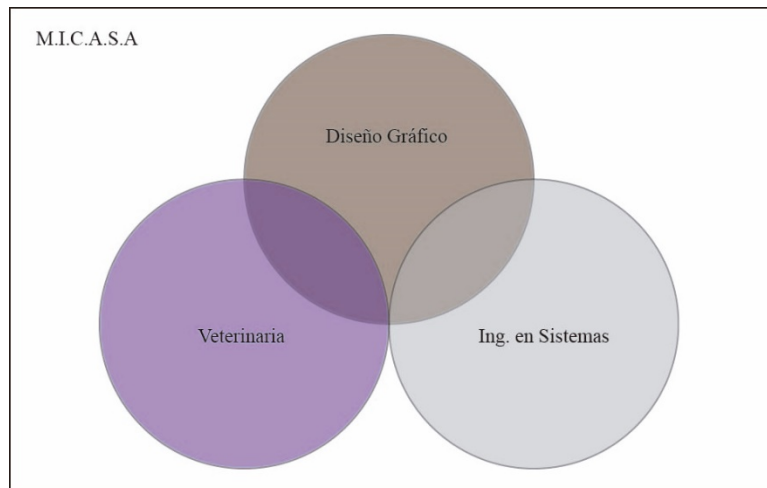 M.I.C.A.S.A
Diseño Gráfico
Veterinaria
Ing. en Sistemas